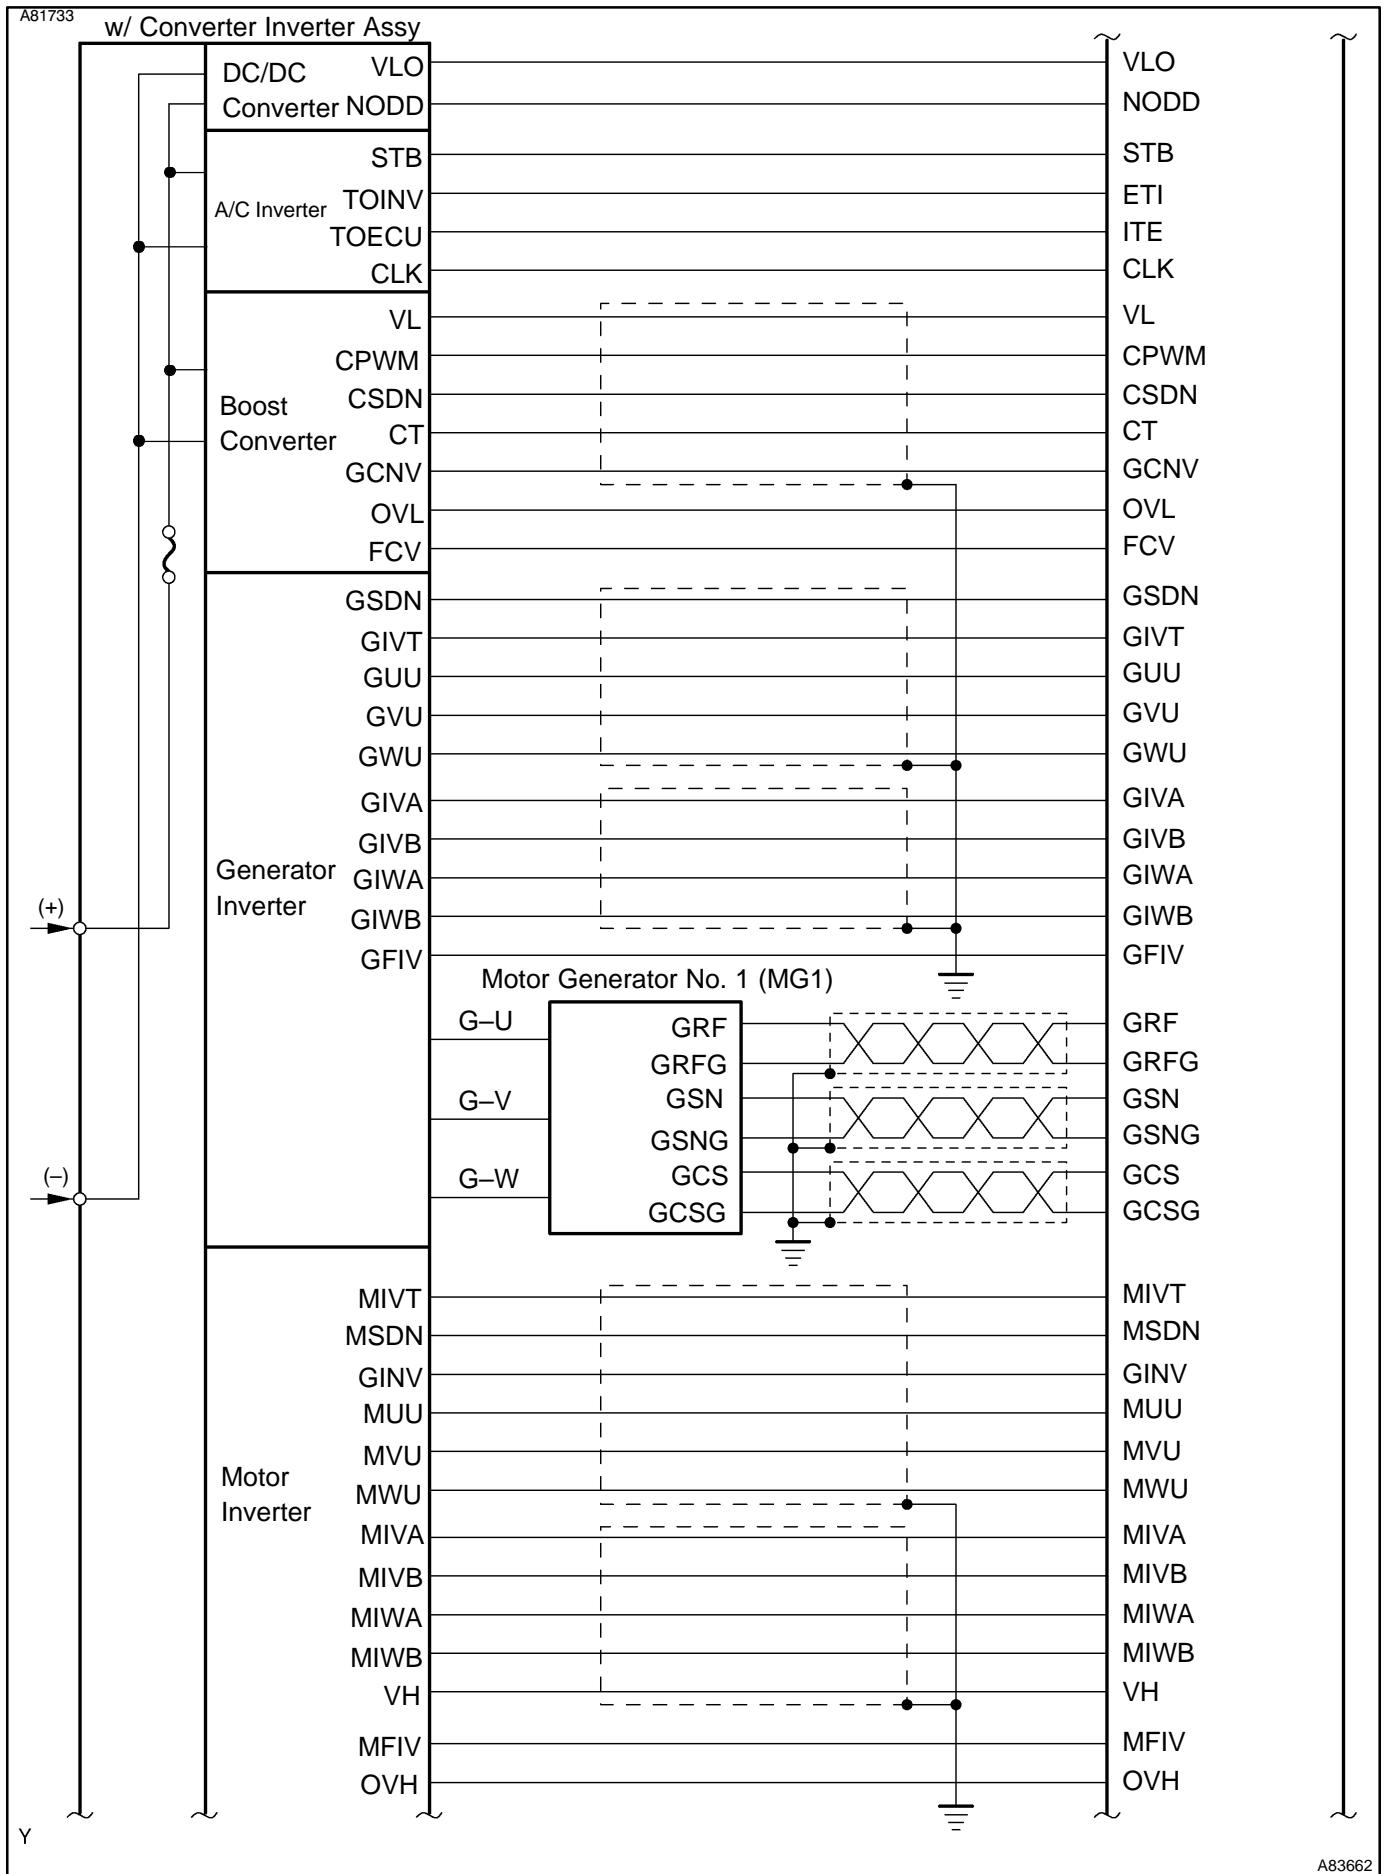 A81733
w/ Converter Inverter Assy
DC/DC
Converter
VLO
NODD
VLO
NODD
A/C Inverter
STB
TOINV
TOECU
CLK
STB
ETI
ITE
CLK
Boost
Converter
VL
CPWM
CSDN
CT
GCNV
OVL
FCV
VL
CPWM
CSDN
CT
GCNV
OVL
FCV
Generator
Inverter
GSDN
GIVT
GUU
GVU
GWU
GIVA
GIVB
GIWA
GIWB
GFIV
GSDN
GIVT
GUU
GVU
GWU
GIVA
GIVB
GIWA
GIWB
GFIV
(+)
(–)
Motor Generator No. 1 (MG1)
G–U
G–V
G–W
GRF
GRFG
GSN
GSNG
GCS
GCSG
GRF
GRFG
GSN
GSNG
GCS
GCSG
Motor
Inverter
MIVT
MSDN
GINV
MUU
MVU
MWU
MIVA
MIVB
MIWA
MIWB
VH
MFIV
OVH
MIVT
MSDN
GINV
MUU
MVU
MWU
MIVA
MIVB
MIWA
MIWB
VH
MFIV
OVH
Y
A83662